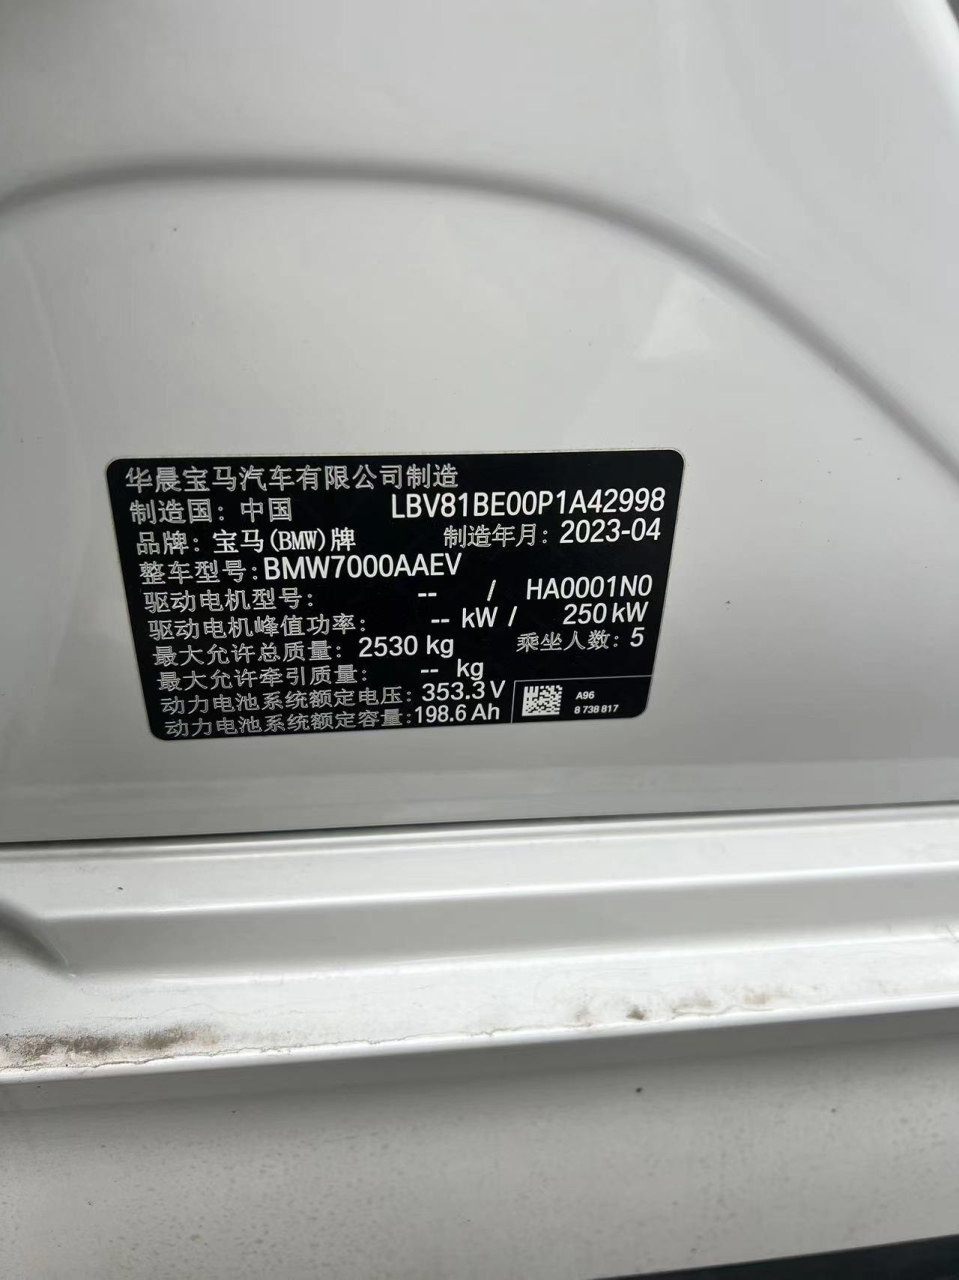 华晨宝马汽车有限公司制造
制造国：中国 LBV81BE00P1A42998
品牌：宝马(BMW)牌 制造年月：2023-04
整车型号：BMW7000AAEV
驱动电机型号： -- / HA0001N0
驱动电机峰值功率： -- kW / 250 kW
最大允许总质量：2530 kg 乘坐人数：5
最大允许牵引质量： -- kg
动力电池系统额定电压：353.3 V
动力电池系统额定容量：198.6 Ah
A96
8 738 817